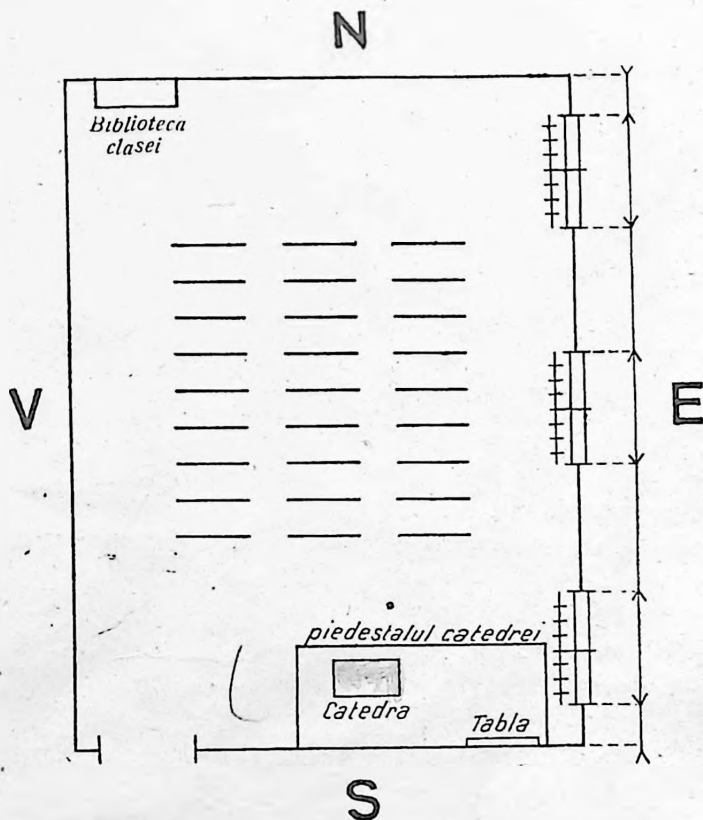 N
Biblioteca
clasei
V
E
piedestalul catedrei
Catedra
Tabla
S